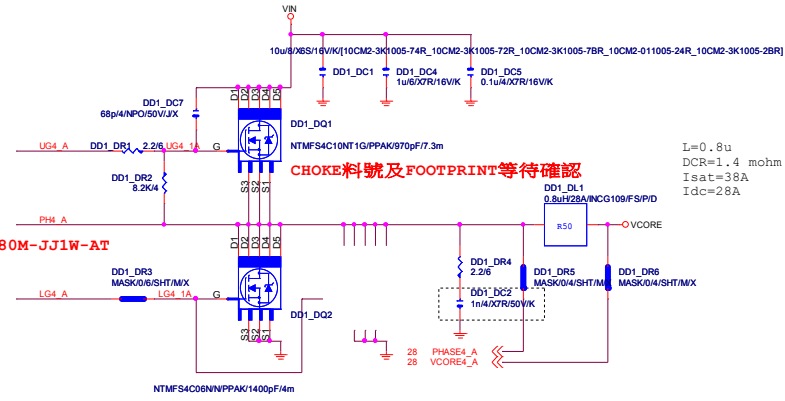 VIN
10u/8/X6S/16V/K/[10CM2-3K1005-74R_10CM2-3K1005-72R_10CM2-3K1005-7BR_10CM2-011005-24R_10CM2-3K1005-2BR]
DD1_DC1
DD1_DC4
1u/6/X7R/16V/K
DD1_DC5
0.1u/4/X7R/16V/K
DD1_DC7
68p/4/NPO/50V/J/X
D1
D2
D3
D4
D5
DD1_DQ1
NTMFS4C10NT1G/PPAK/970pF/7.3m
UG4_A
DD1_DR1
2.2/6
UG4_1A
G
DD1_DR2
8.2K/4
S3
S2
S1
CHOKE料號及FOOTPRINT等待確認
L=0.8u
DCR=1.4 mohm
Isat=38A
Idc=28A
DD1_DL1
0.8uH/28A/INCG109/FS/P/D
R50
VCORE
PH4_A
80M-JJ1W-AT
D1
D2
D3
D4
D5
DD1_DR3
MASK/0/6/SHT/M/X
LG4_A
LG4_1A
G
DD1_DQ2
S3
S2
S1
DD1_DR4
2.2/6
DD1_DC2
1n/4/X7R/50V/K
DD1_DR5
MASK/0/4/SHT/M/X
DD1_DR6
MASK/0/4/SHT/M/X
28 PHASE4_A
28 VCORE4_A
NTMFS4C06N/N/PPAK/1400pF/4m